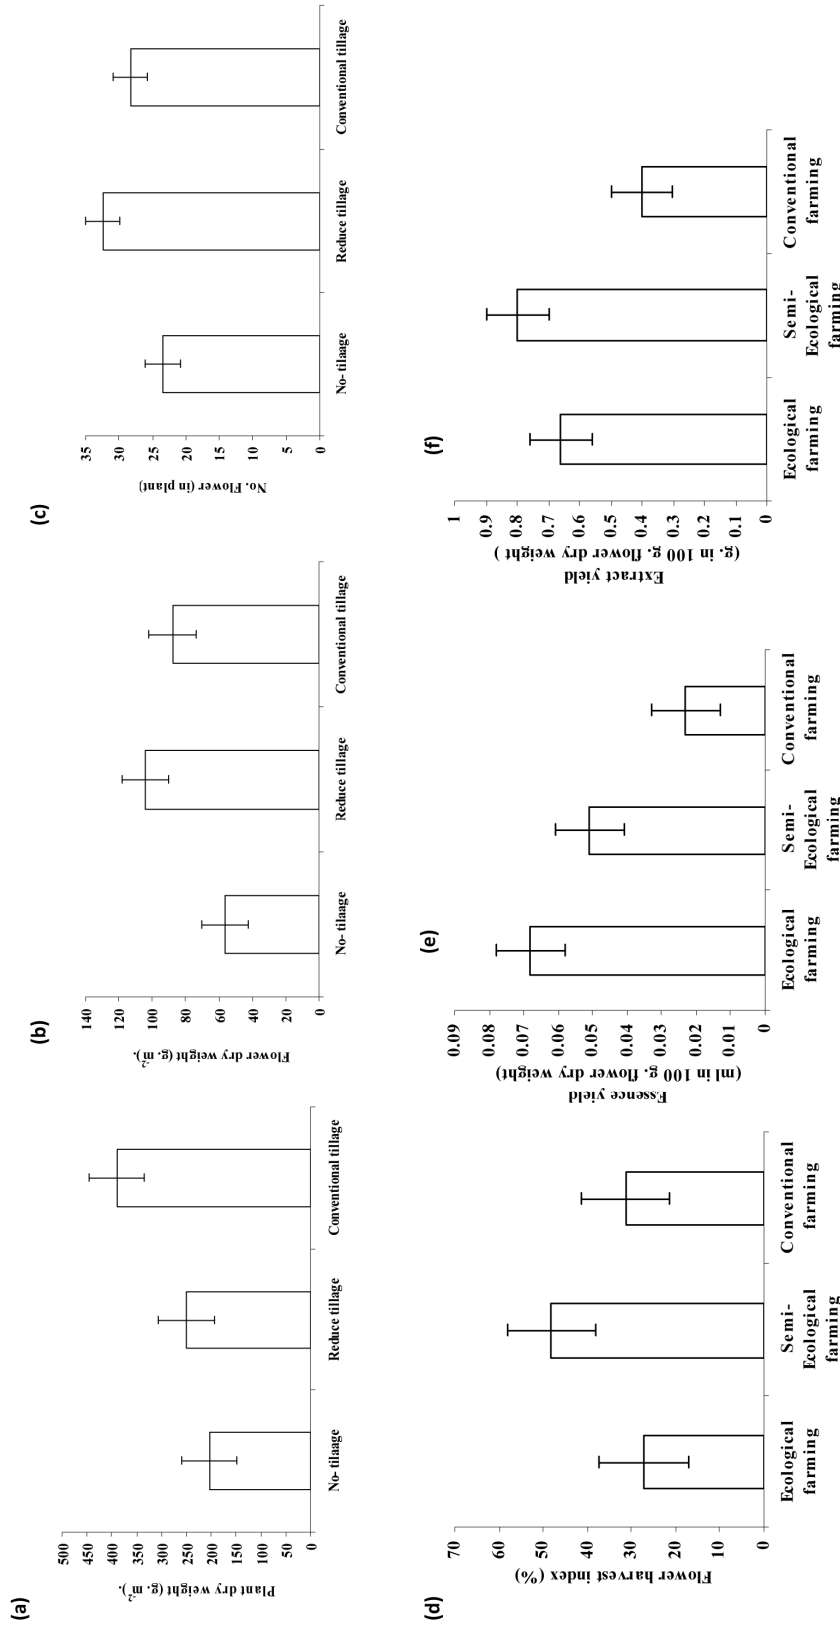 (a)
Plant dry weight (g. m⁻²).
500
450
400
350
300
250
200
150
100
50
0
No- tilaage
Reduce tillage
Conventional tillage
(b)
Flower dry weight (g. m⁻²).
140
120
100
80
60
40
20
0
No- tilaage
Reduce tillage
Conventional tillage
(c)
No. Flower (in plant)
35
30
25
20
15
10
5
0
No- tilaage
Reduce tillage
Conventional tillage
(d)
Flower harvest index (%)
70
60
50
40
30
20
10
0
Ecological
farming
Semi-
Ecological
farming
Conventional
farming
(e)
Essence yield
(ml in 100 g. flower dry weight)
0.09
0.08
0.07
0.06
0.05
0.04
0.03
0.02
0.01
0
Ecological
farming
Semi-
Ecological
farming
Conventional
farming
(f)
Extract yield
(g. in 100 g. flower dry weight )
1
0.9
0.8
0.7
0.6
0.5
0.4
0.3
0.2
0.1
0
Ecological
farming
Semi-
Ecological
farming
Conventional
farming